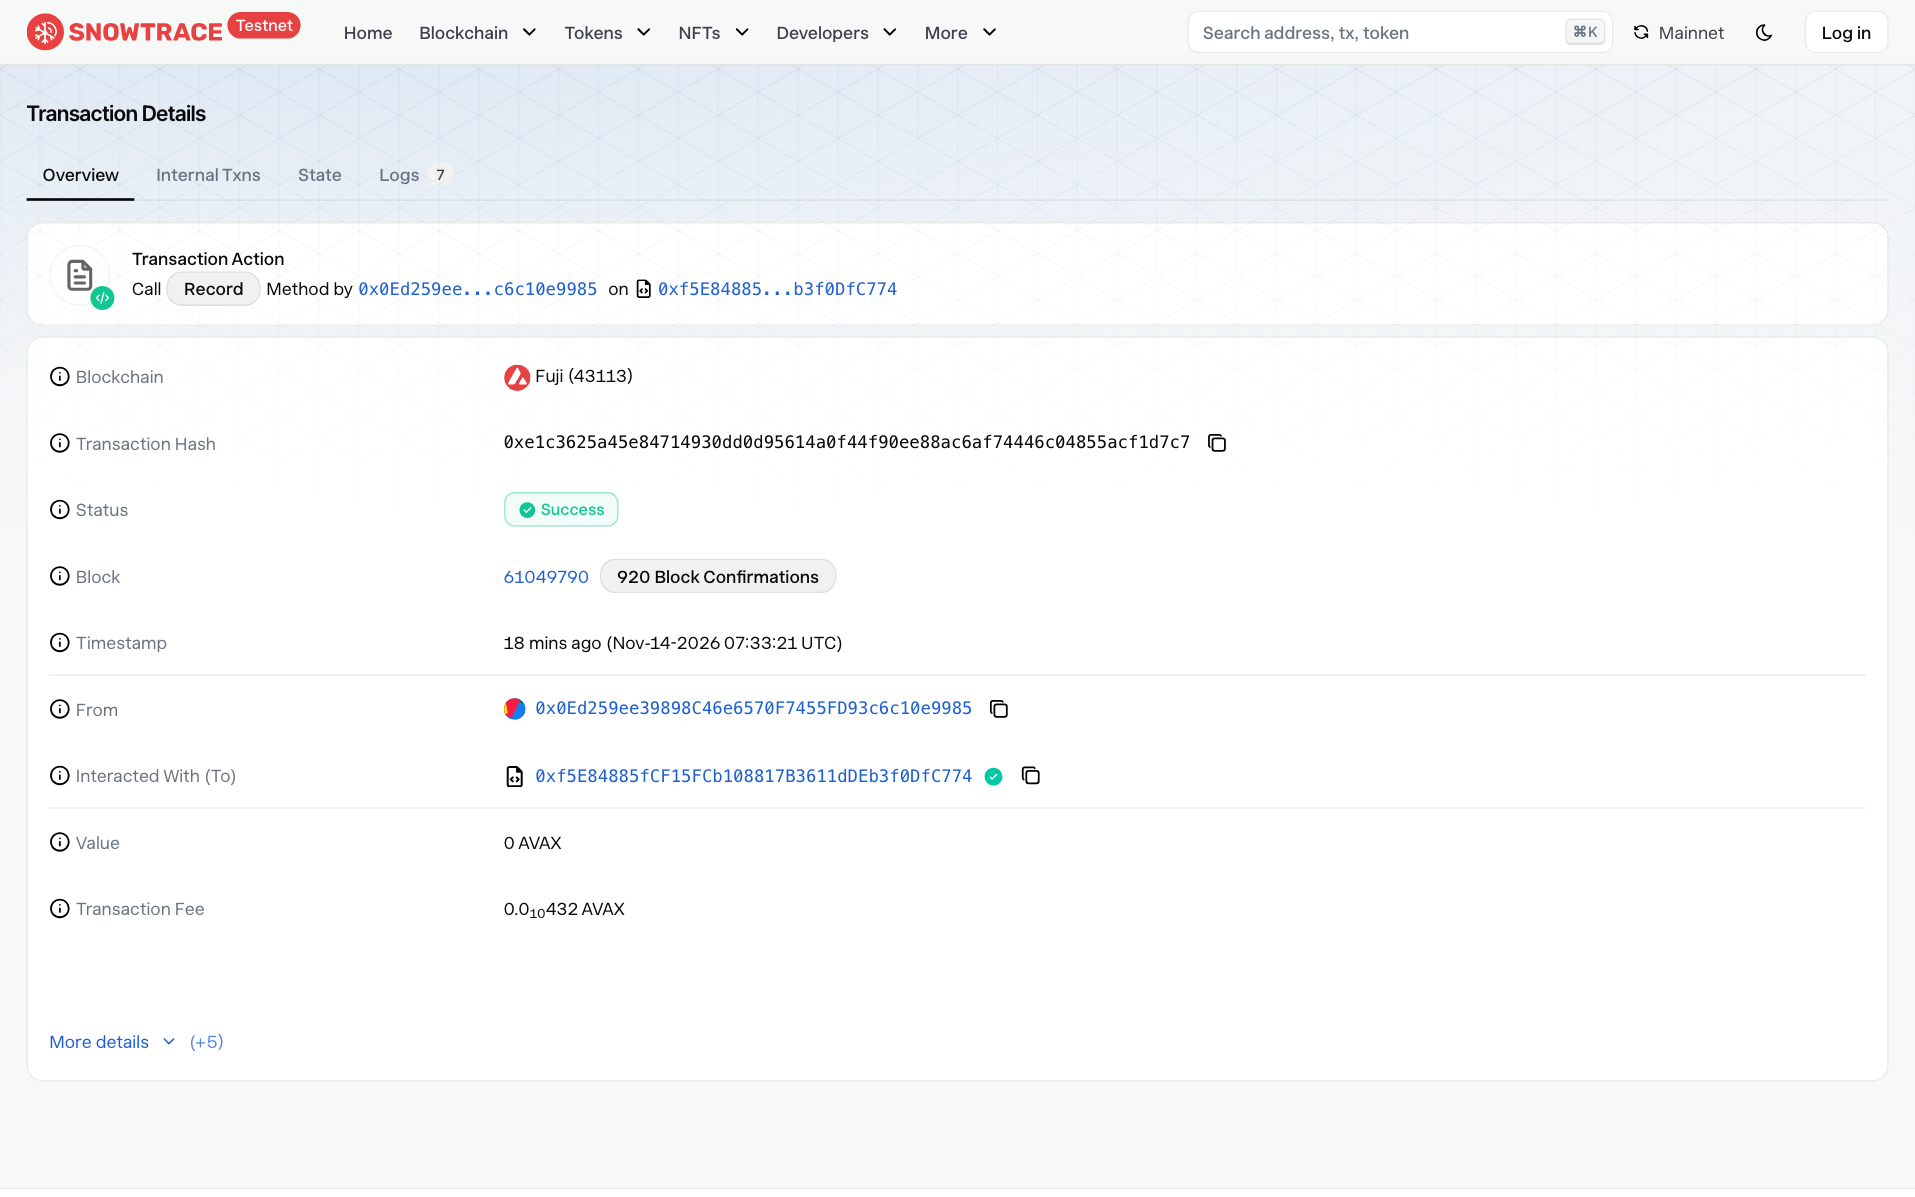 SNOWTRACE Testnet Home Blockchain Tokens NFTs Developers More Search address, tx, token ⌘K Mainnet Log in
Transaction Details
Overview Internal Txns State Logs 7
Transaction Action
Call Record Method by 0x0Ed259ee...c6c10e9985 on 0xf5E84885...b3f0DfC774
Blockchain Fuji (43113)
Transaction Hash 0xe1c3625a45e84714930dd0d95614a0f44f90ee88ac6af74446c04855acf1d7c7
Status Success
Block 61049790 920 Block Confirmations
Timestamp 18 mins ago (Nov-14-2026 07:33:21 UTC)
From 0x0Ed259ee39898C46e6570F7455FD93c6c10e9985
Interacted With (To) 0xf5E84885fCF15FCb108817B3611dDEb3f0DfC774
Value 0 AVAX
Transaction Fee 0.0₁₀432 AVAX
More details (+5)